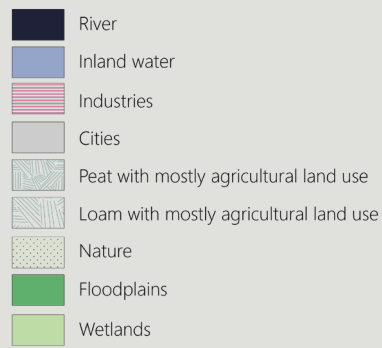 River
Inland water
Industries
Cities
Peat with mostly agricultural land use
Loam with mostly agricultural land use
Nature
Floodplains
Wetlands